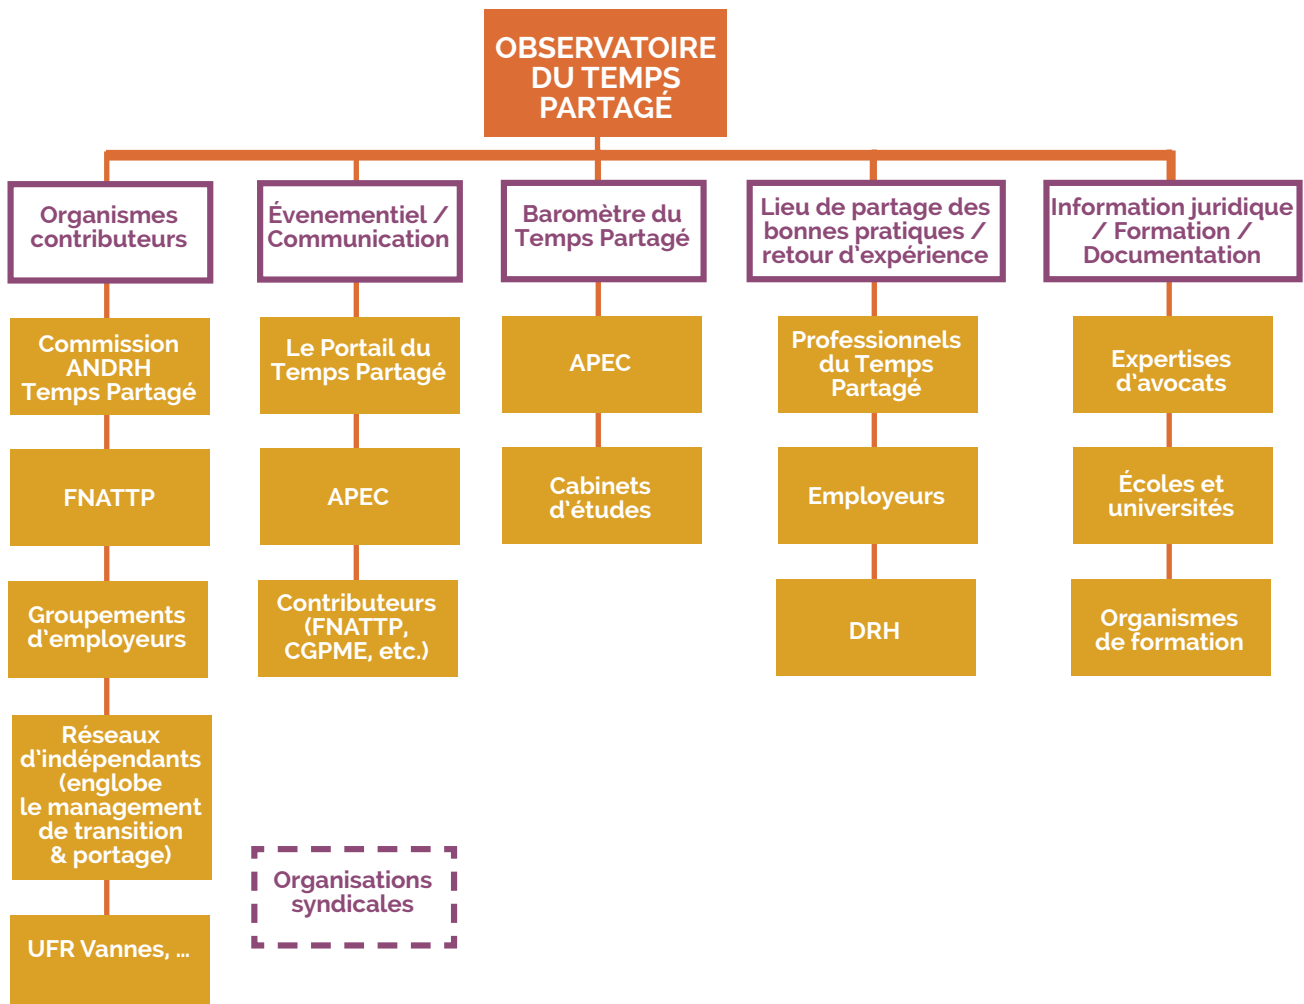 OBSERVATOIRE
DU TEMPS
PARTAGÉ
Organismes
contributeurs
Évenementiel /
Communication
Baromètre du
Temps Partagé
Lieu de partage des
bonnes pratiques /
retour d'expérience
Information juridique
/ Formation /
Documentation
Commission
ANDRH
Temps Partagé
Le Portail du
Temps Partagé
APEC
Professionnels
du Temps
Partagé
Expertises
d'avocats
FNATTP
APEC
Cabinets
d'études
Employeurs
Écoles et
universités
Groupements
d'employeurs
Contributeurs
(FNATTP,
CGPME, etc.)
DRH
Organismes
de formation
Réseaux
d'indépendants
(englobe
le management
de transition
& portage)
Organisations
syndicales
UFR Vannes, ...